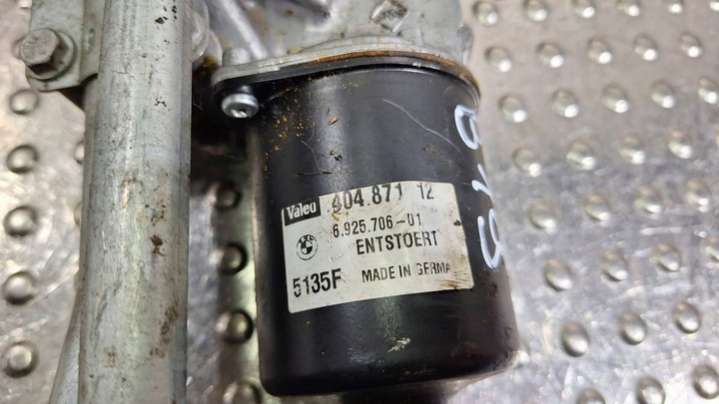 Valeo 404.871 12
6.925.706-01
ENTSTOERT
5135F MADE IN GERMA